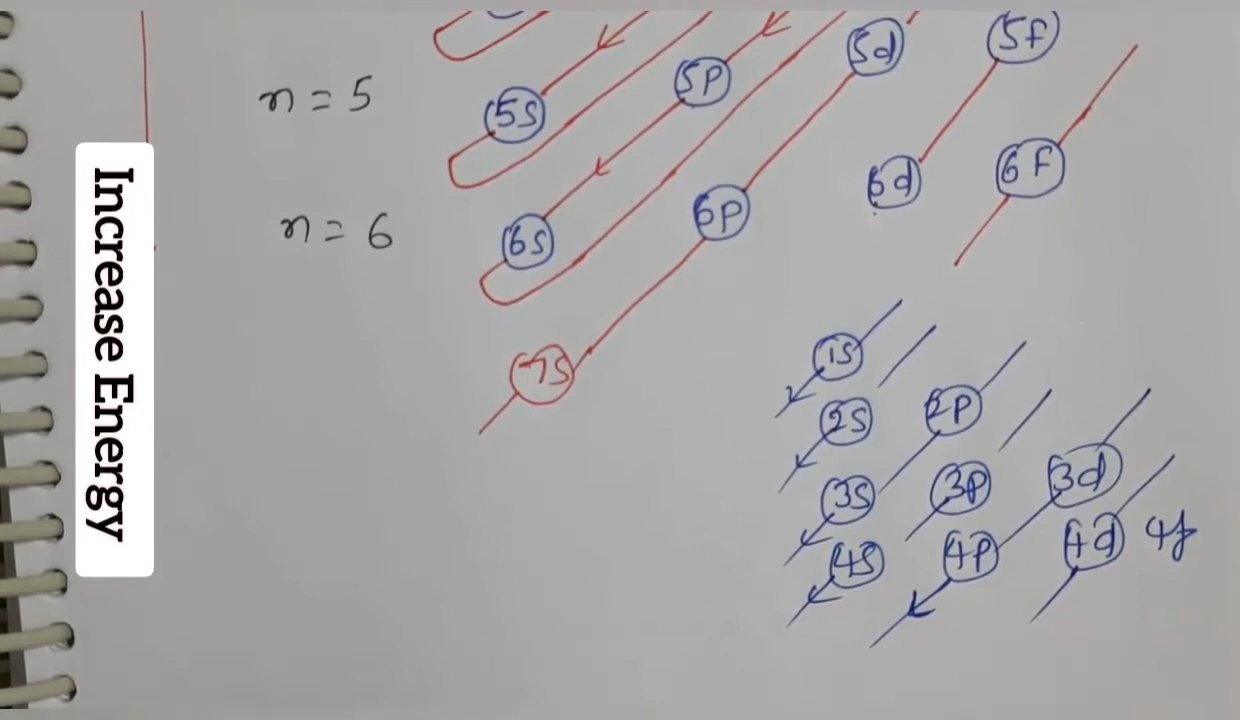 5d 5f
n = 5 5s 5p
n = 6 6s 6p 6d 6f
7s
1s
2s 2p
3s 3p 3d
4s 4p 4d 4f
Increase Energy